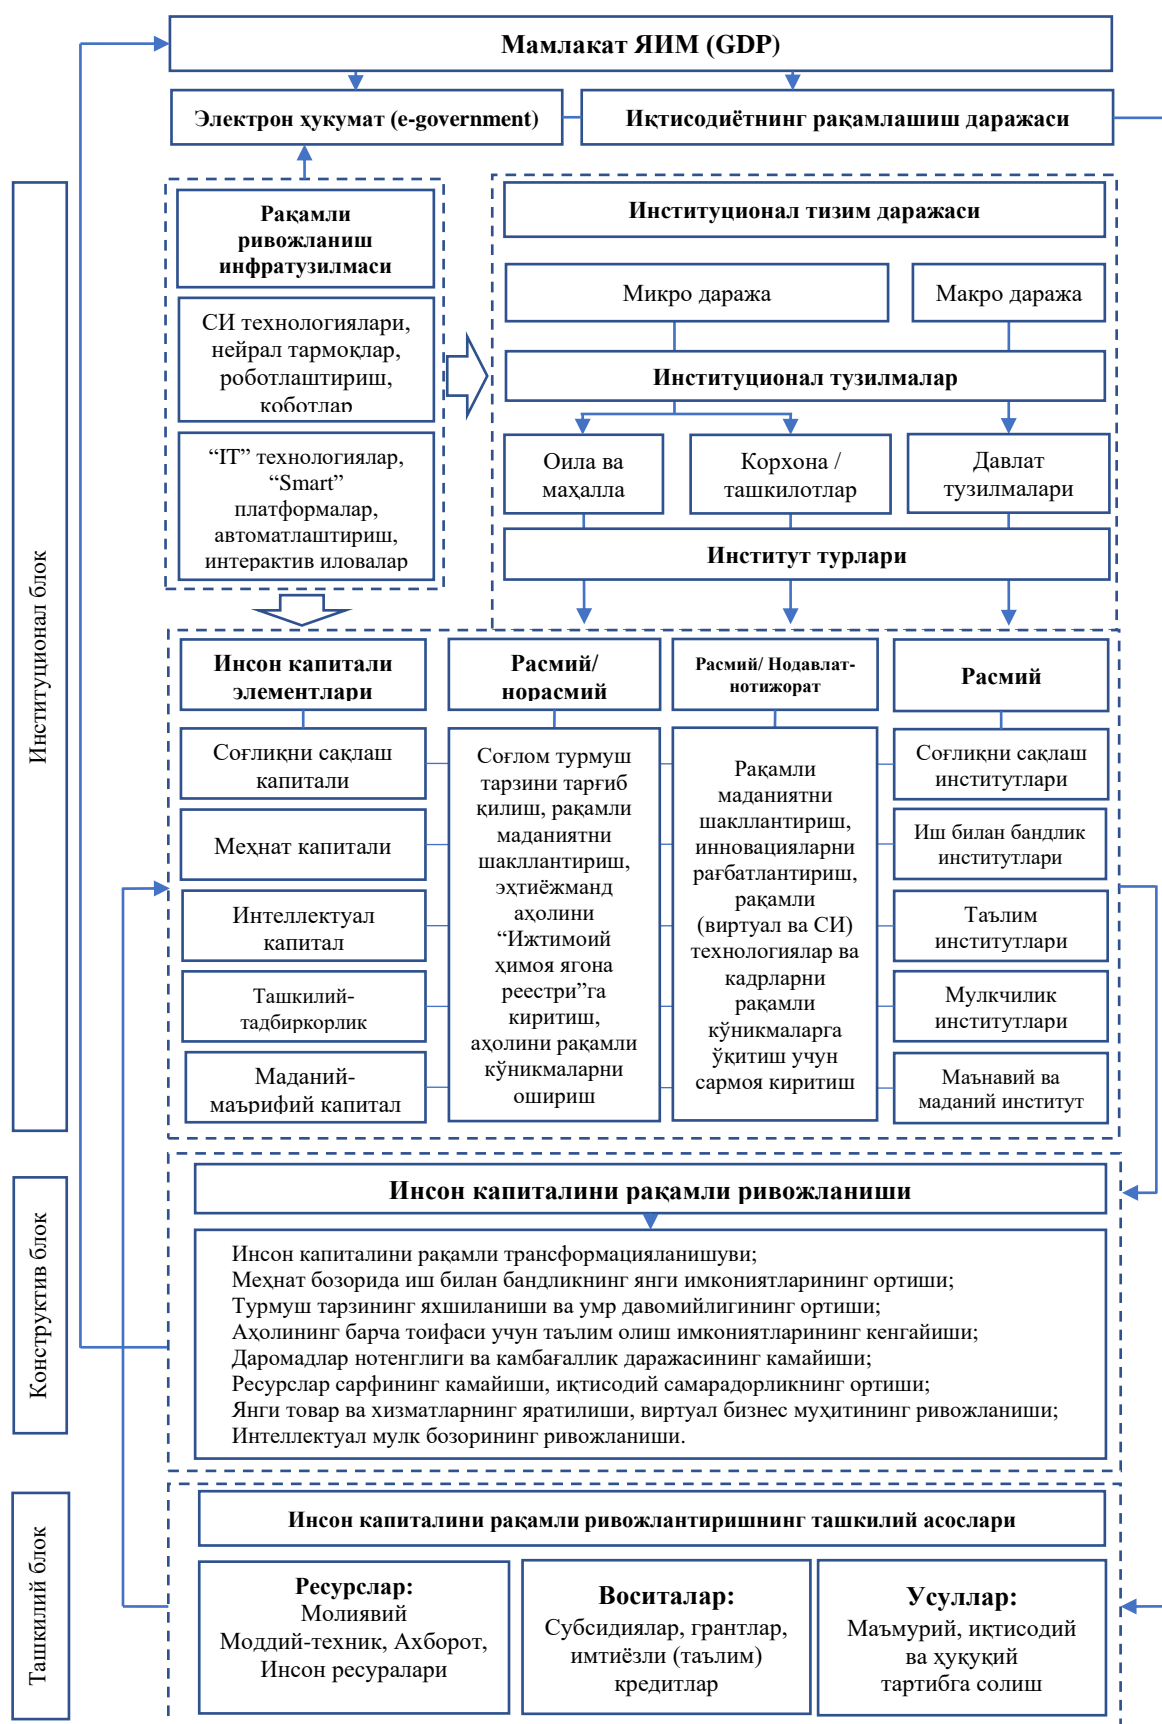 Мамлакат ЯИМ (GDP)
Электрон ҳукумат (e-government)
Иқтисодиётнинг рақамлашиш даражаси
Институционал блок
Рақамли
ривожланиш
инфратузилмаси
СИ технологиялари,
нейрал тармоқлар,
роботлаштириш,
коботлар
“IT” технологиялар,
“Smart”
платформалар,
автоматлаштириш,
интерактив иловалар
Институционал тизим даражаси
Микро даража
Макро даража
Институционал тузилмалар
Оила ва
маҳалла
Корхона /
ташкилотлар
Давлат
тузилмалари
Институт турлари
Инсон капитали
элементлари
Расмий/
норасмий
Расмий/ Нодавлат-
нотижорат
Расмий
Соғлиқни сақлаш
капитали
Меҳнат капитали
Интеллектуал
капитал
Ташкилий-
тадбиркорлик
Маданий-
маърифий капитал
Соғлом турмуш
тарзини тарғиб
қилиш, рақамли
маданиятни
шакллантириш,
эҳтиёжманд
аҳолини
“Ижтимоий
ҳимоя ягона
реестри”га
киритиш,
аҳолини рақамли
кўникмаларни
ошириш
Рақамли
маданиятни
шакллантириш,
инновацияларни
рағбатлантириш,
рақамли
(виртуал ва СИ)
технологиялар ва
кадрларни
рақамли
кўникмаларга
ўқитиш учун
сармоя киритиш
Соғлиқни сақлаш
институтлари
Иш билан бандлик
институтлари
Таълим
институтлари
Мулкчилик
институтлари
Маънавий ва
маданий институт
Конструктив блок
Инсон капиталини рақамли ривожланиши
Инсон капиталини рақамли трансформацияланишуви;
Меҳнат бозорида иш билан бандликнинг янги имкониятларининг ортиши;
Турмуш тарзининг яхшиланиши ва умр давомийлигининг ортиши;
Аҳолининг барча тоифаси учун таълим олиш имкониятларининг кенгайиши;
Даромадлар нотенглиги ва камбағаллик даражасининг камайиши;
Ресурслар сарфининг камайиши, иқтисодий самарадорликнинг ортиши;
Янги товар ва хизматларнинг яратилиши, виртуал бизнес муҳитининг ривожланиши;
Интеллектуал мулк бозорининг ривожланиши.
Ташкилий блок
Инсон капиталини рақамли ривожлантиришнинг ташкилий асослари
Ресурслар:
Молиявий
Моддий-техник, Ахборот,
Инсон ресуралари
Воситалар:
Субсидиялар, грантлар,
имтиёзли (таълим)
кредитлар
Усуллар:
Маъмурий, иқтисодий
ва ҳуқуқий
тартибга солиш